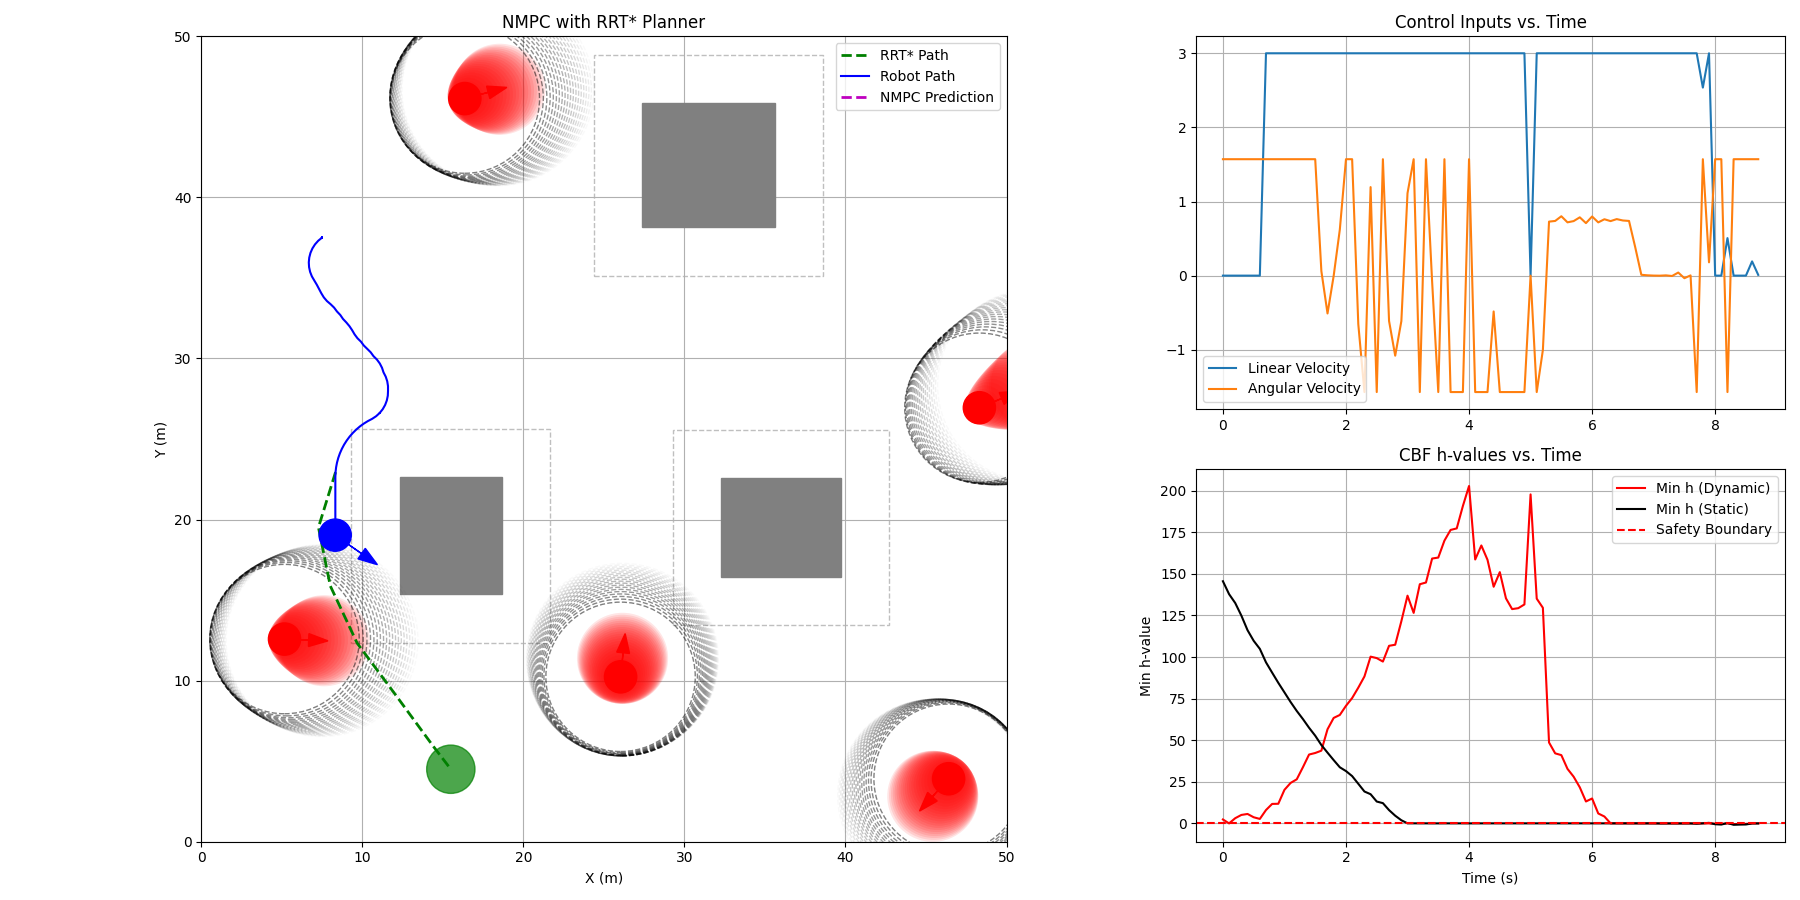 NMPC with RRT* Planner
50
40
30
20
10
0
Y (m)
0 10 20 30 40 50
X (m)
RRT* Path
Robot Path
NMPC Prediction
Control Inputs vs. Time
3
2
1
0
−1
Linear Velocity
Angular Velocity
0 2 4 6 8
CBF h-values vs. Time
200
175
150
125
100
75
50
25
0
Min h-value
Min h (Dynamic)
Min h (Static)
Safety Boundary
0 2 4 6 8
Time (s)